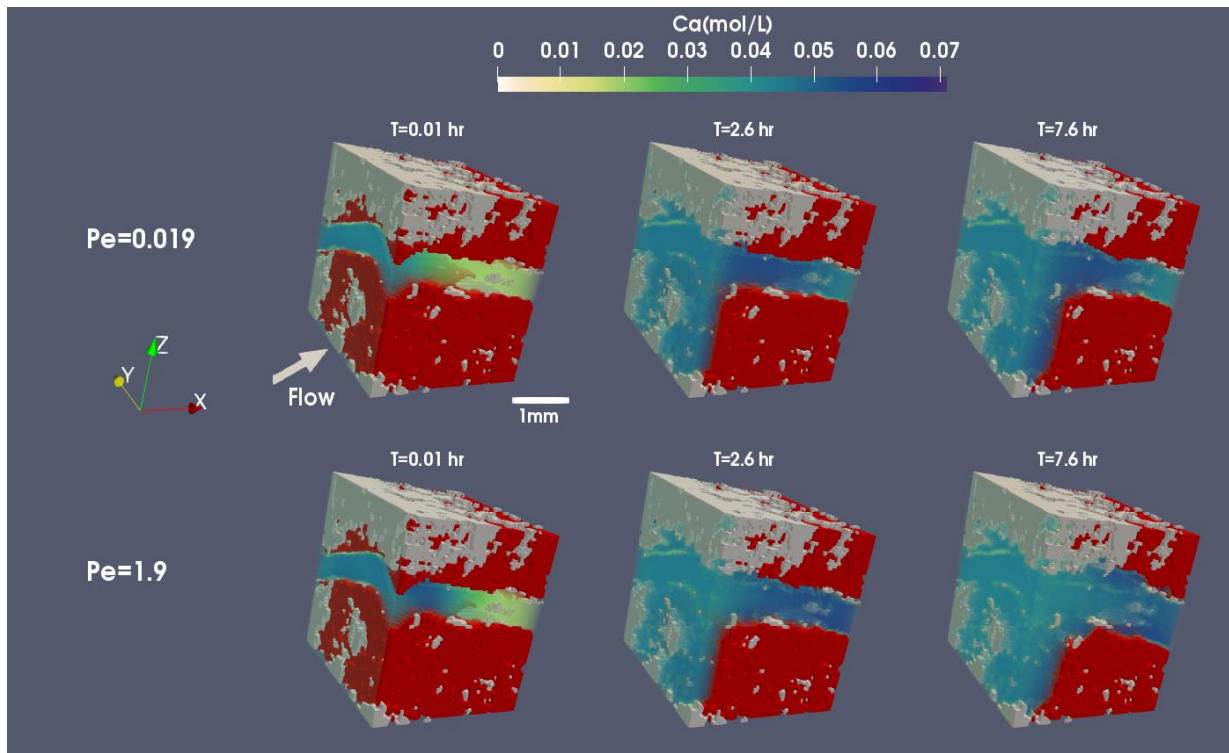 Ca(mol/L)
0 0.01 0.02 0.03 0.04 0.05 0.06 0.07
T=0.01 hr T=2.6 hr T=7.6 hr
Pe=0.019
Z
Y
X
Flow
1mm
T=0.01 hr T=2.6 hr T=7.6 hr
Pe=1.9